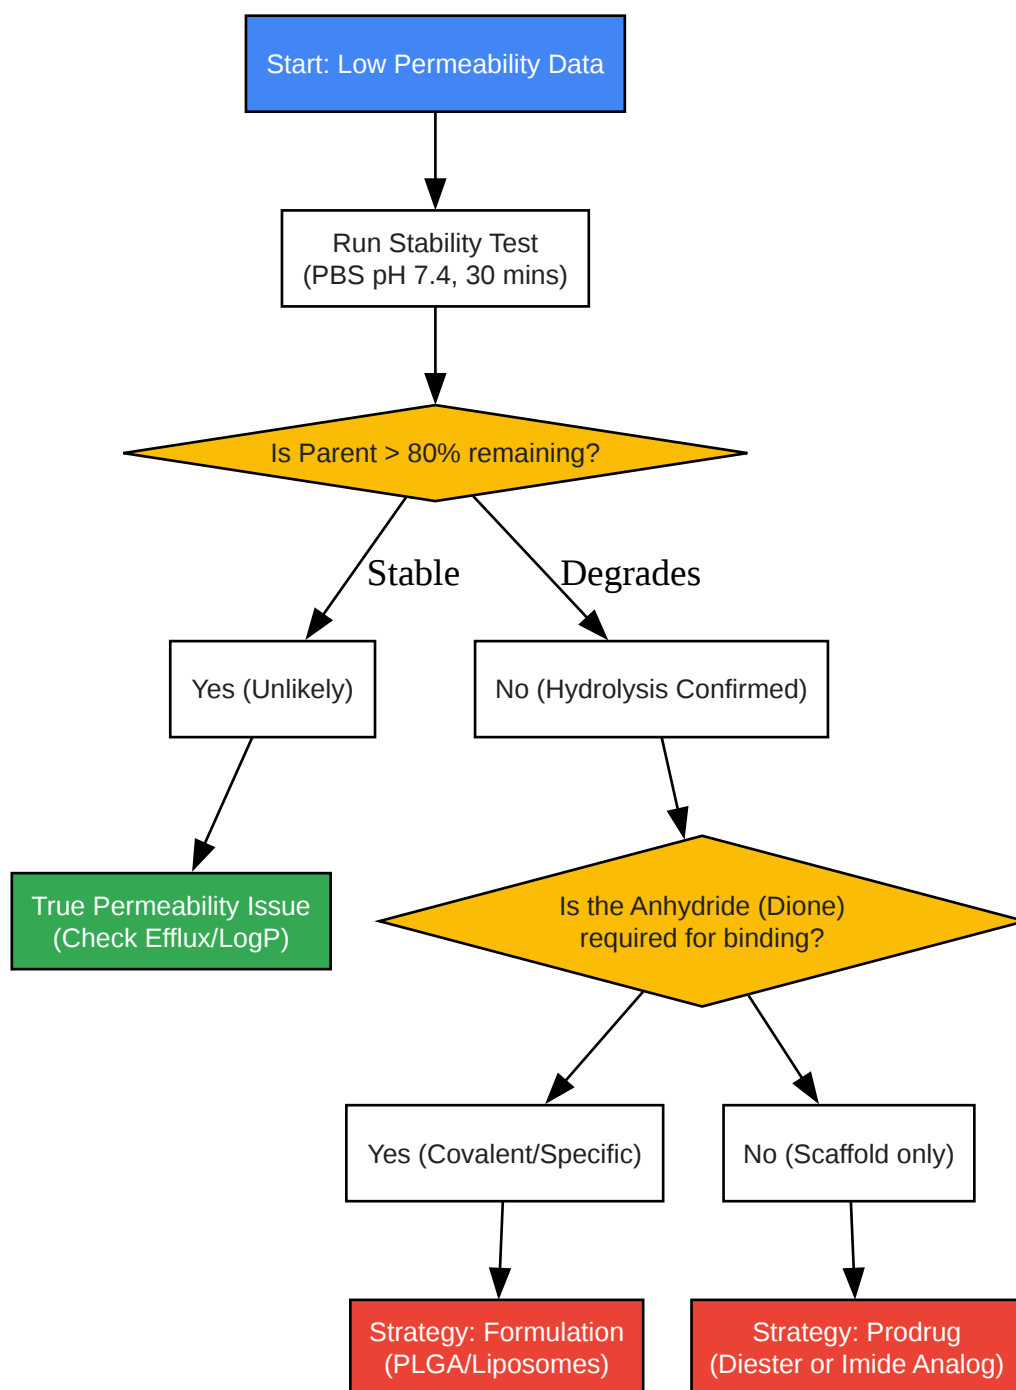 Start: Low Permeability Data
Run Stability Test
(PBS pH 7.4, 30 mins)
Is Parent > 80% remaining?
Stable
Degrades
Yes (Unlikely)
No (Hydrolysis Confirmed)
True Permeability Issue
(Check Efflux/LogP)
Is the Anhydride (Dione)
required for binding?
Yes (Covalent/Specific)
No (Scaffold only)
Strategy: Formulation
(PLGA/Liposomes)
Strategy: Prodrug
(Diester or Imide Analog)